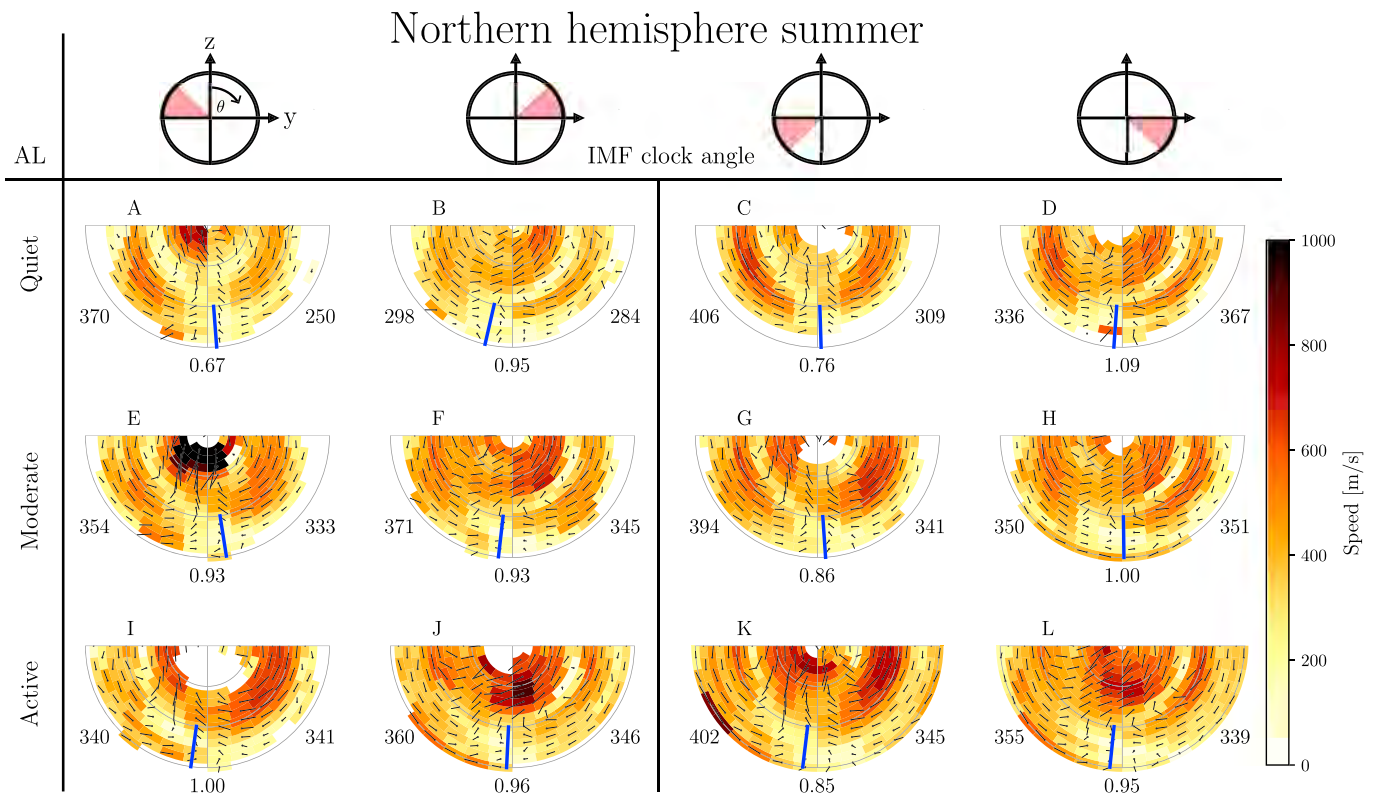 Northern hemisphere summer
z
θ
y
AL
IMF clock angle
A B C D
Quiet
370 250 298 284 406 309 336 367
0.67 0.95 0.76 1.09
E F G H
Moderate
354 333 371 345 394 341 350 351
0.93 0.93 0.86 1.00
I J K L
Active
340 341 360 346 402 345 355 339
1.00 0.96 0.85 0.95
1000
800
600
400
200
0
Speed [m/s]